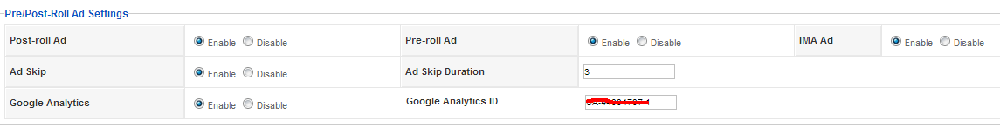 Pre/Post-Roll Ad Settings
Post-roll Ad Enable Disable Pre-roll Ad Enable Disable IMA Ad Enable Disable
Ad Skip Enable Disable Ad Skip Duration 3
Google Analytics Enable Disable Google Analytics ID